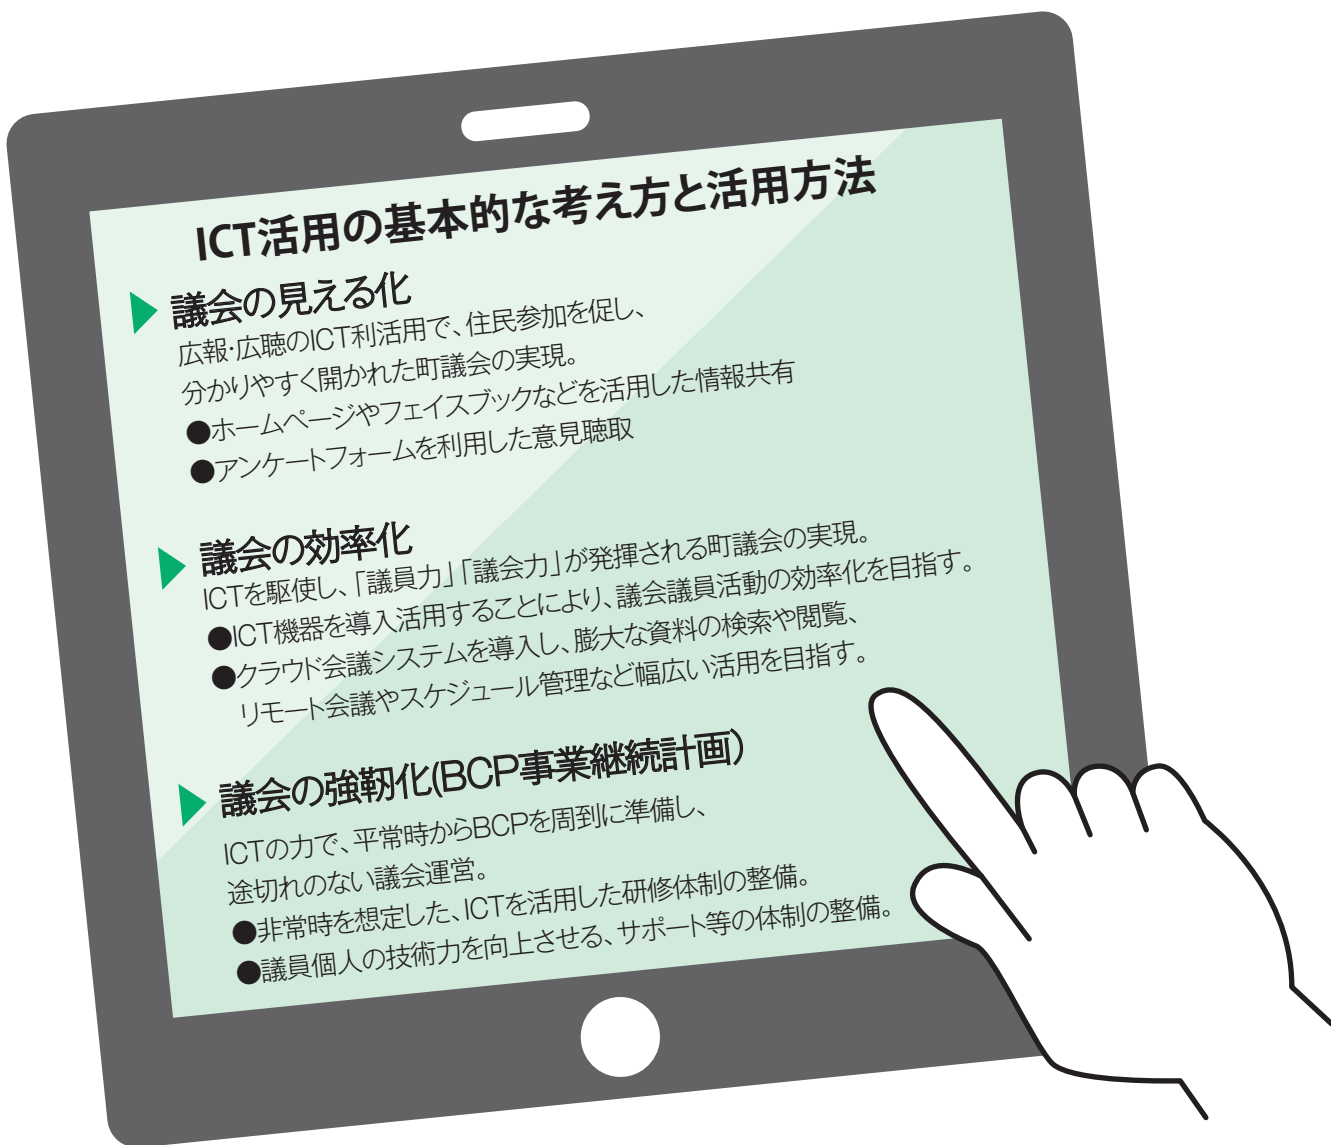 ICT活用の基本的な考え方と活用方法
議会の見える化
広報・広聴のICT利活用で、住民参加を促し、
分かりやすく開かれた町議会の実現。
●ホームページやフェイスブックなどを活用した情報共有
●アンケートフォームを利用した意見聴取
議会の効率化
ICTを駆使し、「議員力」「議会力」が発揮される町議会の実現。
●ICT機器を導入活用することにより、議会議員活動の効率化を目指す。
●クラウド会議システムを導入し、膨大な資料の検索や閲覧、
リモート会議やスケジュール管理など幅広い活用を目指す。
議会の強靭化(BCP事業継続計画)
ICTの力で、平常時からBCPを周到に準備し、
途切れのない議会運営。
●非常時を想定した、ICTを活用した研修体制の整備。
●議員個人の技術力を向上させる、サポート等の体制の整備。